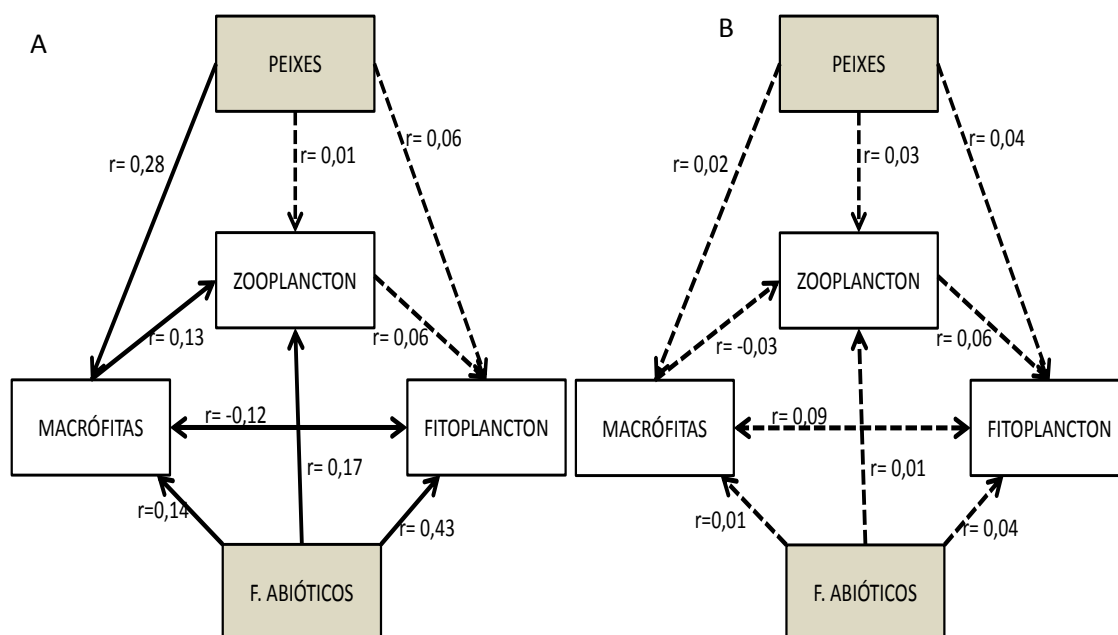 A
PEIXES
r= 0,28
r= 0,01
r= 0,06
ZOOPLANCTON
r= 0,13
r= 0,06
MACRÓFITAS
r= -0,12
FITOPLANCTON
r= 0,17
r=0,14
r= 0,43
F. ABIÓTICOS
B
PEIXES
r= 0,02
r= 0,03
r= 0,04
ZOOPLANCTON
r= -0,03
r= 0,06
MACRÓFITAS
r= 0,09
FITOPLANCTON
r= 0,01
r=0,01
r= 0,04
F. ABIÓTICOS